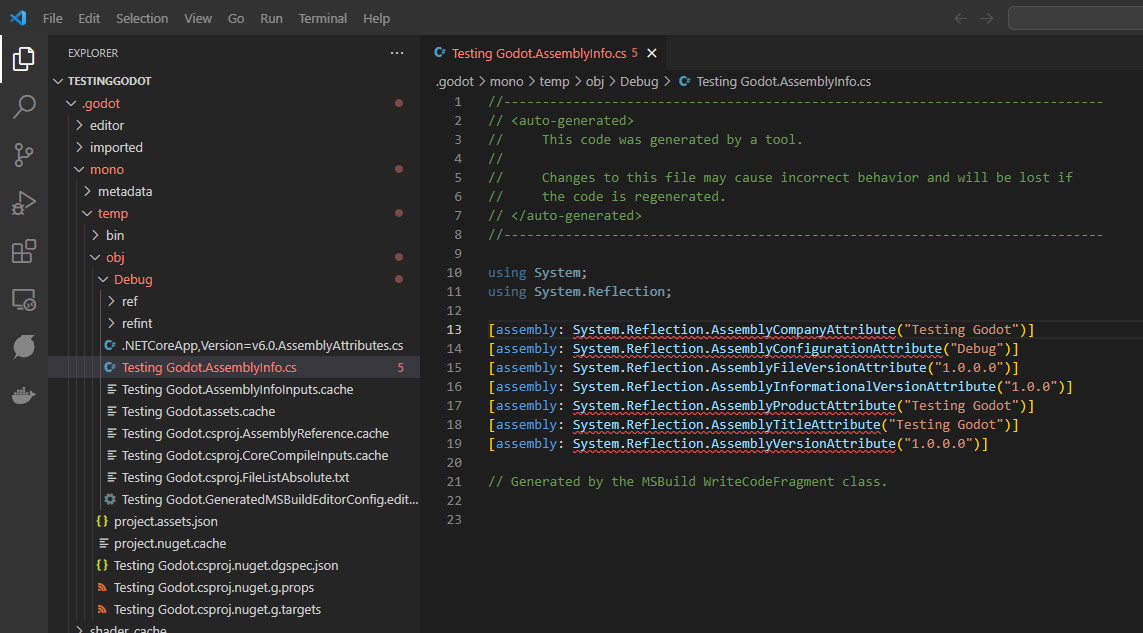 File Edit Selection View Go Run Terminal Help
EXPLORER
TESTINGGODOT
.godot
editor
imported
mono
metadata
temp
bin
obj
Debug
ref
refint
.NETCoreApp,Version=v6.0.AssemblyAttributes.cs
Testing Godot.AssemblyInfo.cs 5
Testing Godot.AssemblyInfoInputs.cache
Testing Godot.assets.cache
Testing Godot.csproj.AssemblyReference.cache
Testing Godot.csproj.CoreCompileInputs.cache
Testing Godot.csproj.FileListAbsolute.txt
Testing Godot.GeneratedMSBuildEditorConfig.edit...
project.assets.json
project.nuget.cache
Testing Godot.csproj.nuget.dgspec.json
Testing Godot.csproj.nuget.g.props
Testing Godot.csproj.nuget.g.targets
shader_cache
Testing Godot.AssemblyInfo.cs 5
.godot > mono > temp > obj > Debug > Testing Godot.AssemblyInfo.cs
1 //------------------------------------------------------------------------------
2 // <auto-generated>
3 //     This code was generated by a tool.
4 //
5 //     Changes to this file may cause incorrect behavior and will be lost if
6 //     the code is regenerated.
7 // </auto-generated>
8 //------------------------------------------------------------------------------
9
10 using System;
11 using System.Reflection;
12
13 [assembly: System.Reflection.AssemblyCompanyAttribute("Testing Godot")]
14 [assembly: System.Reflection.AssemblyConfigurationAttribute("Debug")]
15 [assembly: System.Reflection.AssemblyFileVersionAttribute("1.0.0.0")]
16 [assembly: System.Reflection.AssemblyInformationalVersionAttribute("1.0.0")]
17 [assembly: System.Reflection.AssemblyProductAttribute("Testing Godot")]
18 [assembly: System.Reflection.AssemblyTitleAttribute("Testing Godot")]
19 [assembly: System.Reflection.AssemblyVersionAttribute("1.0.0.0")]
20
21 // Generated by the MSBuild WriteCodeFragment class.
22
23